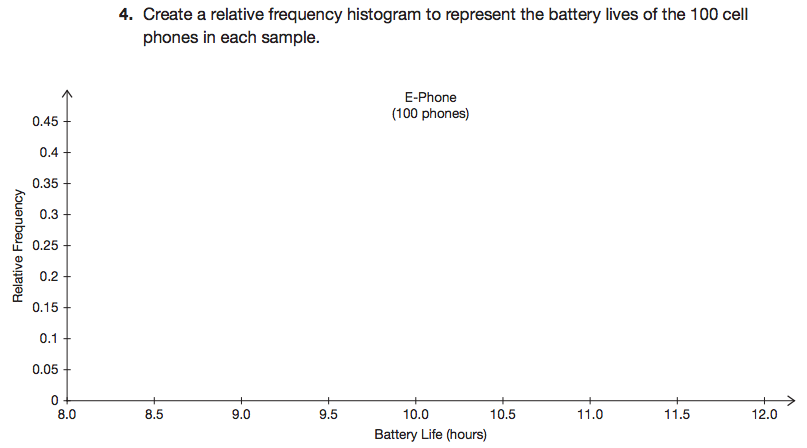 4. Create a relative frequency histogram to represent the battery lives of the 100 cell
phones in each sample.
E-Phone
(100 phones)
Relative Frequency
0.45
0.4
0.35
0.3
0.25
0.2
0.15
0.1
0.05
0
8.0 8.5 9.0 9.5 10.0 10.5 11.0 11.5 12.0
Battery Life (hours)